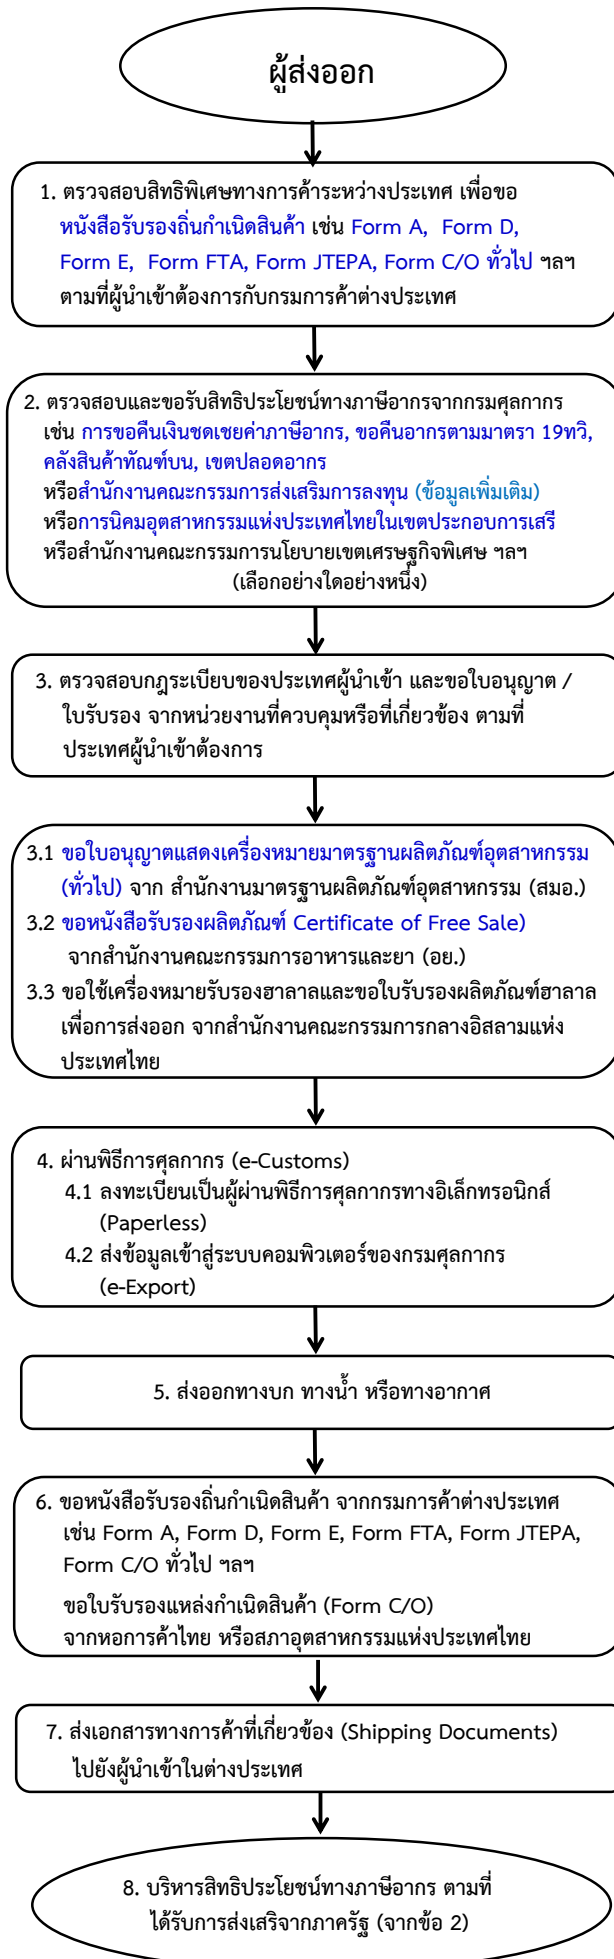 ผู้ส่งออก
1. ตรวจสอบสิทธิพิเศษทางการค้าระหว่างประเทศ เพื่อขอ
หนังสือรับรองถิ่นกำเนิดสินค้า เช่น Form A, Form D,
Form E, Form FTA, Form JTEPA, Form C/O ทั่วไป ฯลฯ
ตามที่ผู้นำเข้าต้องการกับกรมการค้าต่างประเทศ
2. ตรวจสอบและขอรับสิทธิประโยชน์ทางภาษีอากรจากกรมศุลกากร
เช่น การขอคืนเงินชดเชยค่าภาษีอากร, ขอคืนอากรตามมาตรา 19ทวิ,
คลังสินค้าทัณฑ์บน, เขตปลอดอากร
หรือสำนักงานคณะกรรมการส่งเสริมการลงทุน (ข้อมูลเพิ่มเติม)
หรือการนิคมอุตสาหกรรมแห่งประเทศไทยในเขตประกอบการเสรี
หรือสำนักงานคณะกรรมการนโยบายเขตเศรษฐกิจพิเศษ ฯลฯ
(เลือกอย่างใดอย่างหนึ่ง)
3. ตรวจสอบกฎระเบียบของประเทศผู้นำเข้า และขอใบอนุญาต /
ใบรับรอง จากหน่วยงานที่ควบคุมหรือที่เกี่ยวข้อง ตามที่
ประเทศผู้นำเข้าต้องการ
3.1 ขอใบอนุญาตแสดงเครื่องหมายมาตรฐานผลิตภัณฑ์อุตสาหกรรม
(ทั่วไป) จาก สำนักงานมาตรฐานผลิตภัณฑ์อุตสาหกรรม (สมอ.)
3.2 ขอหนังสือรับรองผลิตภัณฑ์ Certificate of Free Sale)
จากสำนักงานคณะกรรมการอาหารและยา (อย.)
3.3 ขอใช้เครื่องหมายรับรองฮาลาลและขอใบรับรองผลิตภัณฑ์ฮาลาล
เพื่อการส่งออก จากสำนักงานคณะกรรมการกลางอิสลามแห่ง
ประเทศไทย
4. ผ่านพิธีการศุลกากร (e-Customs)
4.1 ลงทะเบียนเป็นผู้ผ่านพิธีการศุลกากรทางอิเล็กทรอนิกส์
(Paperless)
4.2 ส่งข้อมูลเข้าสู่ระบบคอมพิวเตอร์ของกรมศุลกากร
(e-Export)
5. ส่งออกทางบก ทางน้ำ หรือทางอากาศ
6. ขอหนังสือรับรองถิ่นกำเนิดสินค้า จากกรมการค้าต่างประเทศ
เช่น Form A, Form D, Form E, Form FTA, Form JTEPA,
Form C/O ทั่วไป ฯลฯ
ขอใบรับรองแหล่งกำเนิดสินค้า (Form C/O)
จากหอการค้าไทย หรือสภาอุตสาหกรรมแห่งประเทศไทย
7. ส่งเอกสารทางการค้าที่เกี่ยวข้อง (Shipping Documents)
ไปยังผู้นำเข้าในต่างประเทศ
8. บริหารสิทธิประโยชน์ทางภาษีอากร ตามที่
ได้รับการส่งเสริจากภาครัฐ (จากข้อ 2)